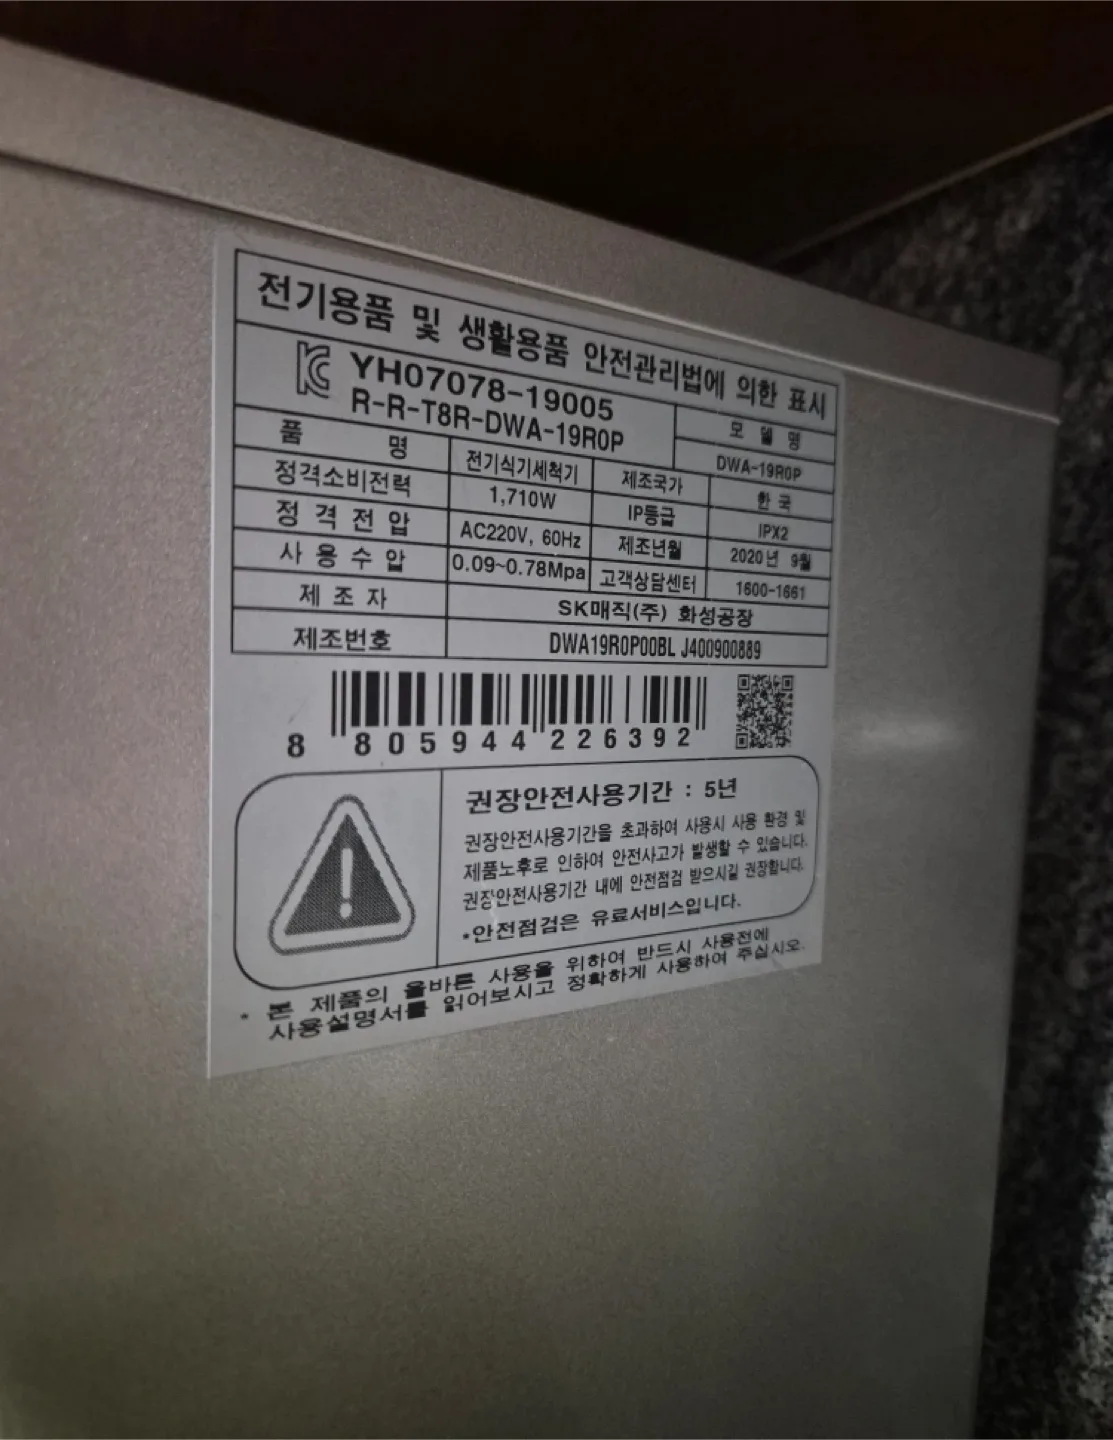 전기용품 및 생활용품 안전관리법에 의한 표시
YH07078-19005
R-R-T8R-DWA-19R0P
모 델 명
DWA-19R0P
품 명 전기식기세척기 제조국가 한 국
정격소비전력 1,710W IP등급 IPX2
정 격 전 압 AC220V, 60Hz 제조년월 2020년 9월
사 용 수 압 0.09~0.78Mpa 고객상담센터 1600-1661
제 조 자 SK매직(주) 화성공장
제조번호 DWA19R0P00BL J400900889
8 805944 226392
권장안전사용기간 : 5년
권장안전사용기간을 초과하여 사용시 사용 환경 및
제품노후로 인하여 안전사고가 발생할 수 있습니다.
권장안전사용기간 내에 안전점검 받으시길 권장합니다.
*안전점검은 유료서비스입니다.
* 본 제품의 올바른 사용을 위하여 반드시 사용전에
사용설명서를 읽어보시고 정확하게 사용하여 주십시오.